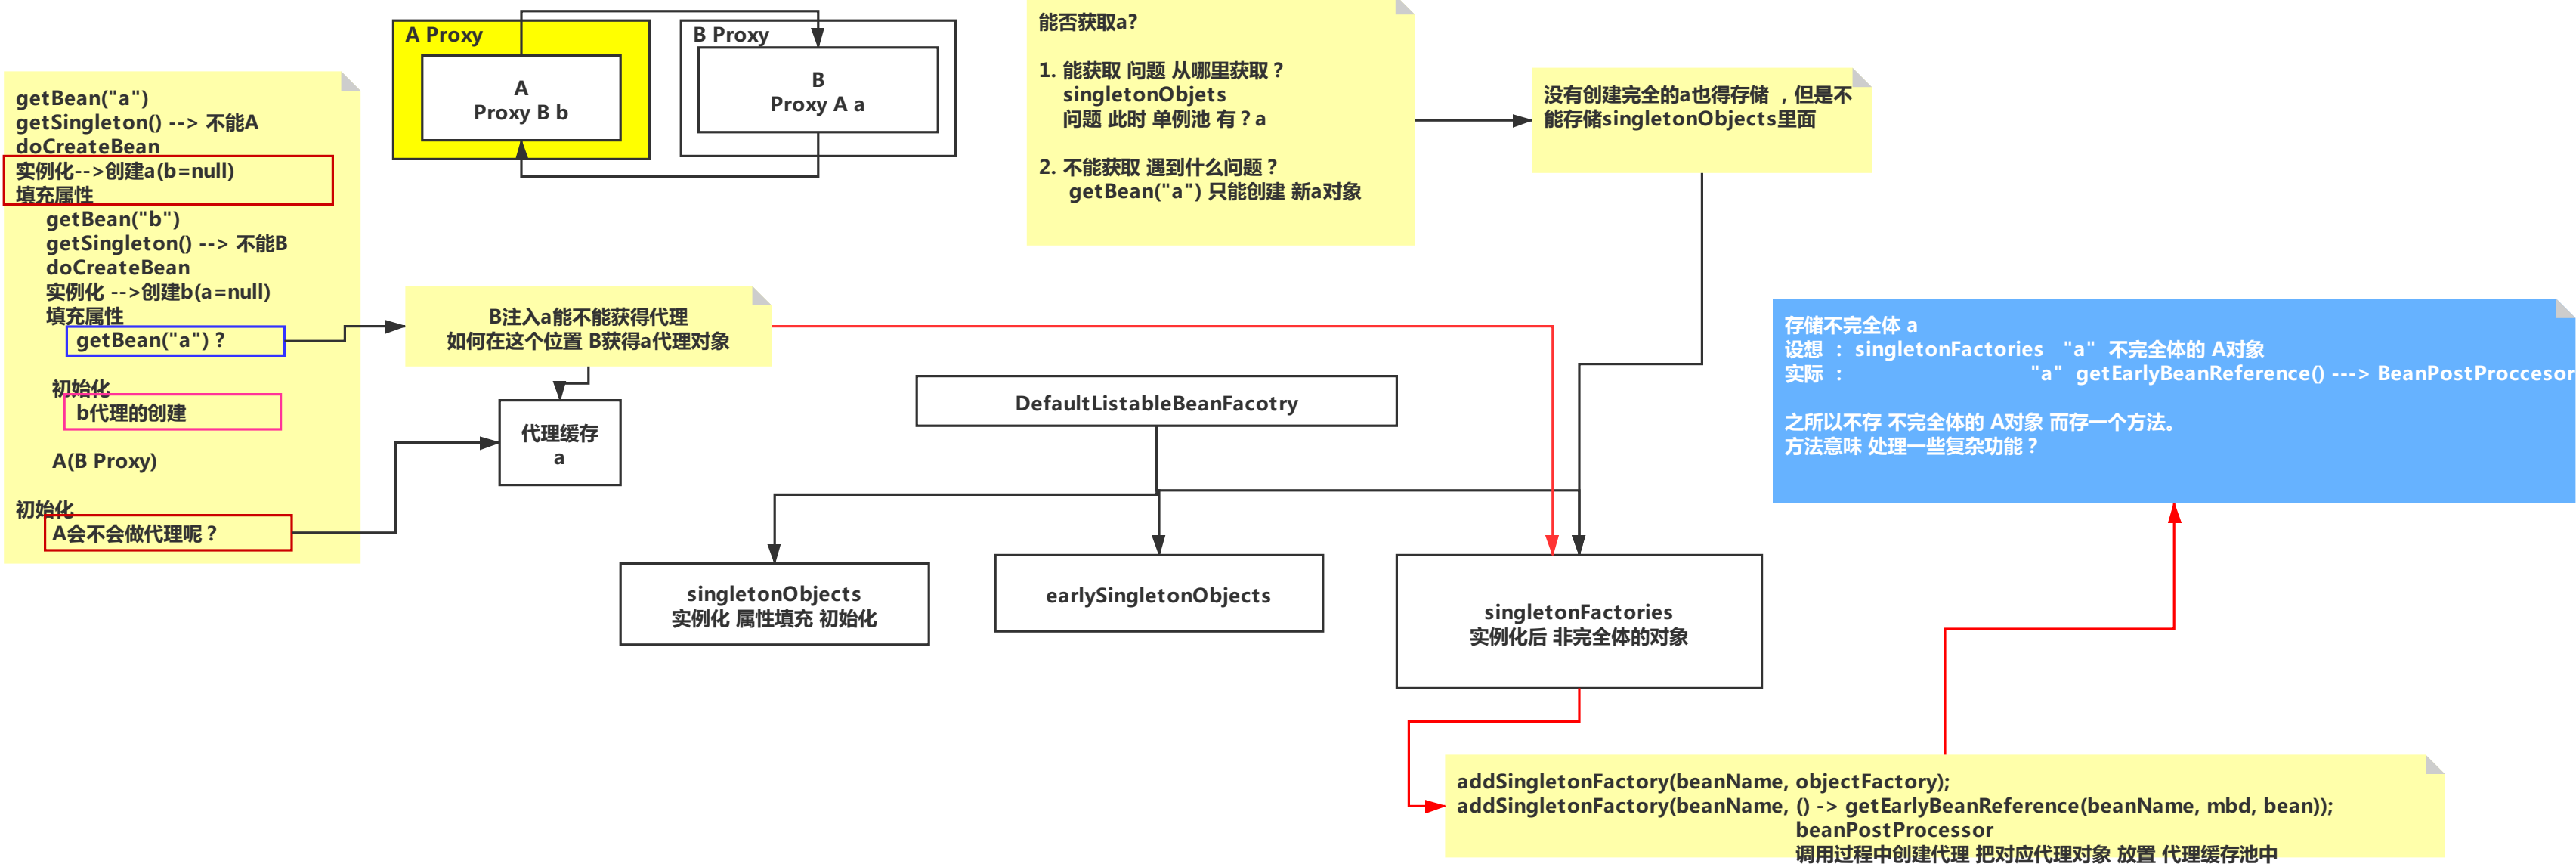 getBean("a")
getSingleton() --> 不能A
doCreateBean
实例化-->创建a(b=null)
填充属性
getBean("b")
getSingleton() --> 不能B
doCreateBean
实例化 -->创建b(a=null)
填充属性
getBean("a") ?
初始化
b代理的创建
A(B Proxy)
初始化
A会不会做代理呢？
A Proxy
A
Proxy B b
B Proxy
B
Proxy A a
B注入a能不能获得代理
如何在这个位置 B获得a代理对象
代理缓存
a
能否获取a?
1. 能获取 问题 从哪里获取？
singletonObjets
问题 此时 单例池 有？a
2. 不能获取 遇到什么问题？
getBean("a") 只能创建 新a对象
没有创建完全的a也得存储 ，但是不
能存储singletonObjects里面
DefaultListableBeanFacotry
singletonObjects
实例化 属性填充 初始化
earlySingletonObjects
singletonFactories
实例化后 非完全体的对象
存储不完全体 a
设想 ： singletonFactories "a" 不完全体的 A对象
实际 ： "a" getEarlyBeanReference() ---> BeanPostProccesor
之所以不存 不完全体的 A对象 而存一个方法。
方法意味 处理一些复杂功能？
addSingletonFactory(beanName, objectFactory);
addSingletonFactory(beanName, () -> getEarlyBeanReference(beanName, mbd, bean));
beanPostProcessor
调用过程中创建代理 把对应代理对象 放置 代理缓存池中